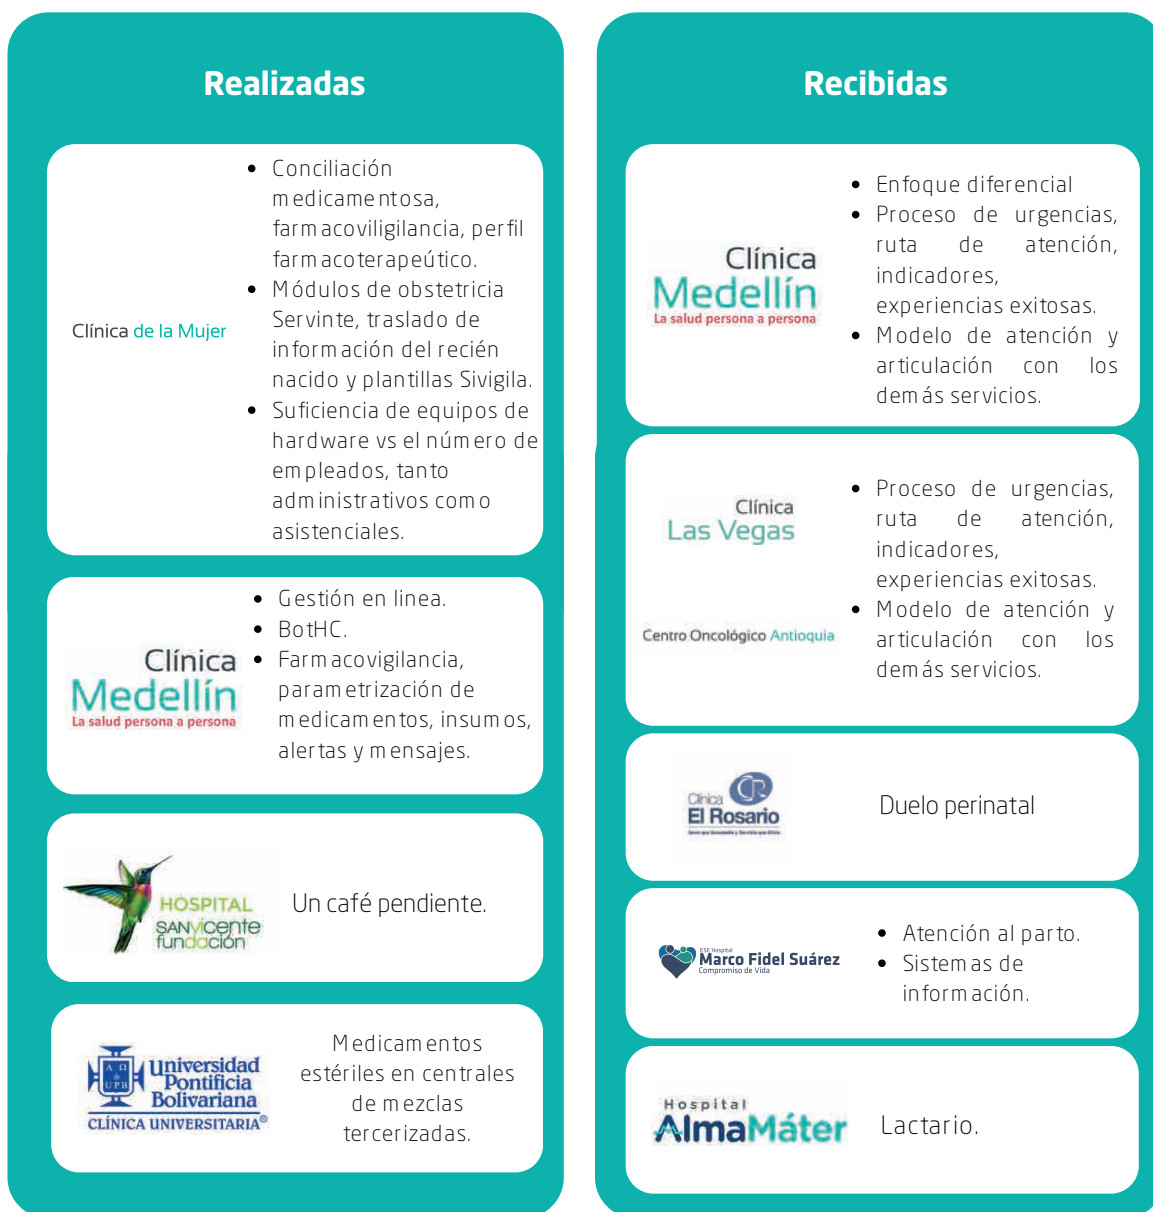 Realizadas
Clínica de la Mujer
• Conciliación
medicamentosa,
farmacoviligilancia, perfil
farmacoterapeútico.
• Módulos de obstetricia
Servinte, traslado de
información del recién
nacido y plantillas Sivigila.
• Suficiencia de equipos de
hardware vs el número de
empleados, tanto
administrativos como
asistenciales.
Clínica
Medellín
La salud persona a persona
• Gestión en linea.
• BotHC.
• Farmacovigilancia,
parametrización de
medicamentos, insumos,
alertas y mensajes.
HOSPITAL
SANVICENTE
fundación
Un café pendiente.
A Ω
UPB
Universidad
Pontificia
Bolivariana
CLÍNICA UNIVERSITARIA®
Medicamentos
estériles en centrales
de mezclas
tercerizadas.
Recibidas
Clínica
Medellín
La salud persona a persona
• Enfoque diferencial
• Proceso de urgencias,
ruta de atención,
indicadores,
experiencias exitosas.
• Modelo de atención y
articulación con los
demás servicios.
Clínica
Las Vegas
Centro Oncológico Antioquia
• Proceso de urgencias,
ruta de atención,
indicadores,
experiencias exitosas.
• Modelo de atención y
articulación con los
demás servicios.
Clínica
El Rosario
Duelo perinatal
ESE Hospital
Marco Fidel Suárez
Compromiso de Vida
• Atención al parto.
• Sistemas de
información.
Hospital
AlmaMáter
Lactario.